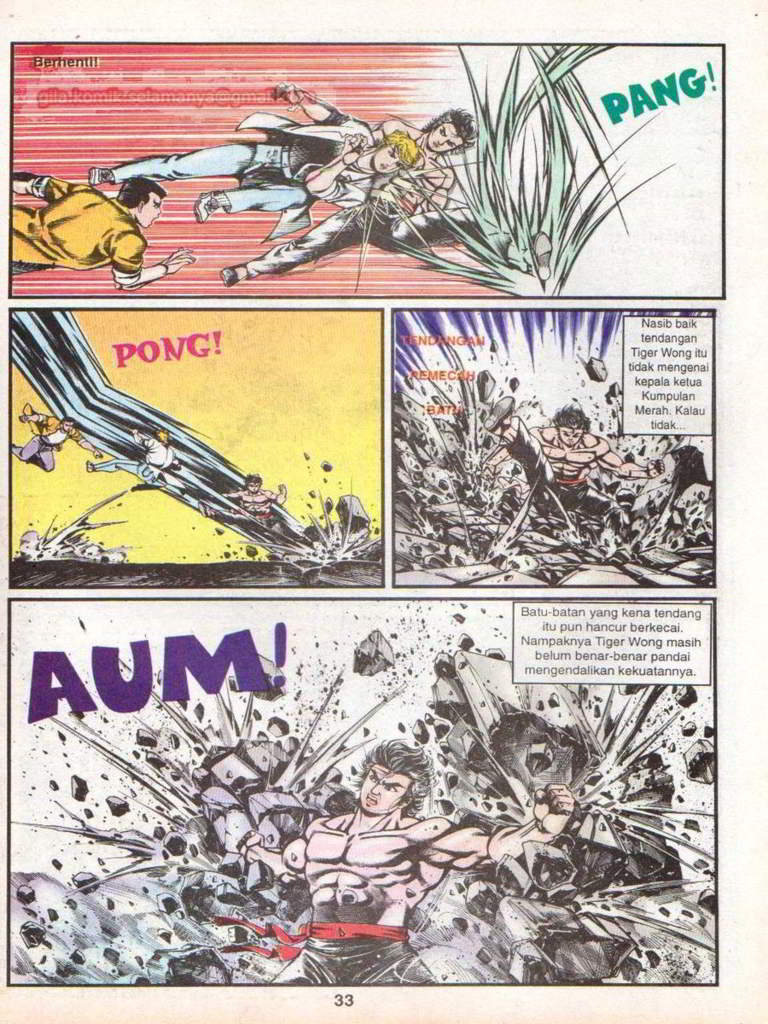 Berhenti!
gila.komik.selamanya@gmail
PANG!
PONG!
TENDANGAN
PEMECAH
BATU
Nasib baik
tendangan
Tiger Wong itu
tidak mengenai
kepala ketua
Kumpulan
Merah. Kalau
tidak...
AUM!
Batu-batan yang kena tendang
itu pun hancur berkecai.
Nampaknya Tiger Wong masih
belum benar-benar pandai
mengendalikan kekuatannya.
33